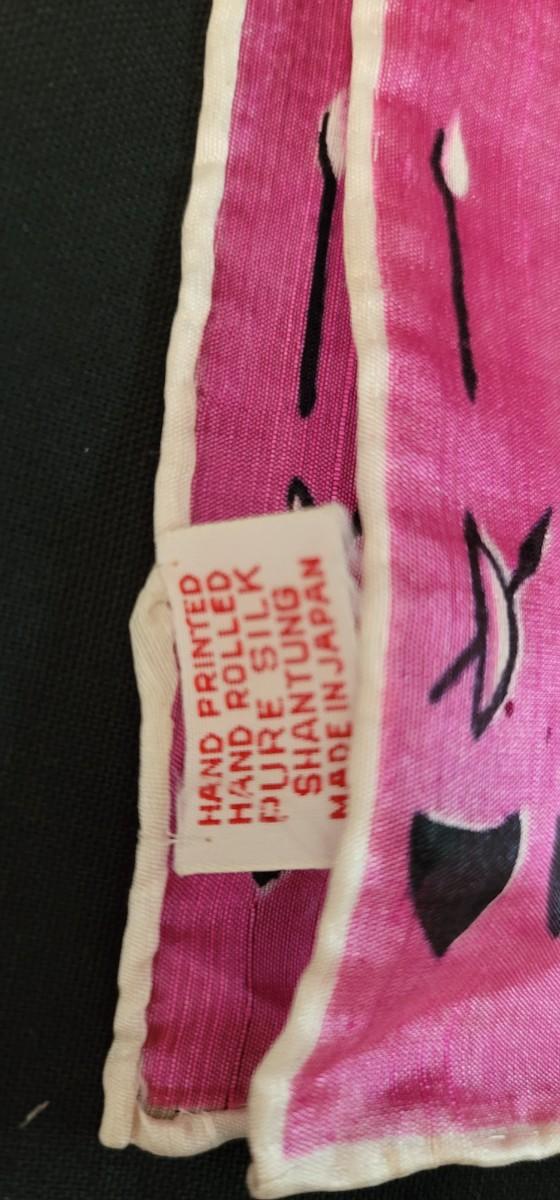 HAND PRINTED
HAND ROLLED
PURE SILK
SHANTUNG
MADE IN JAPAN